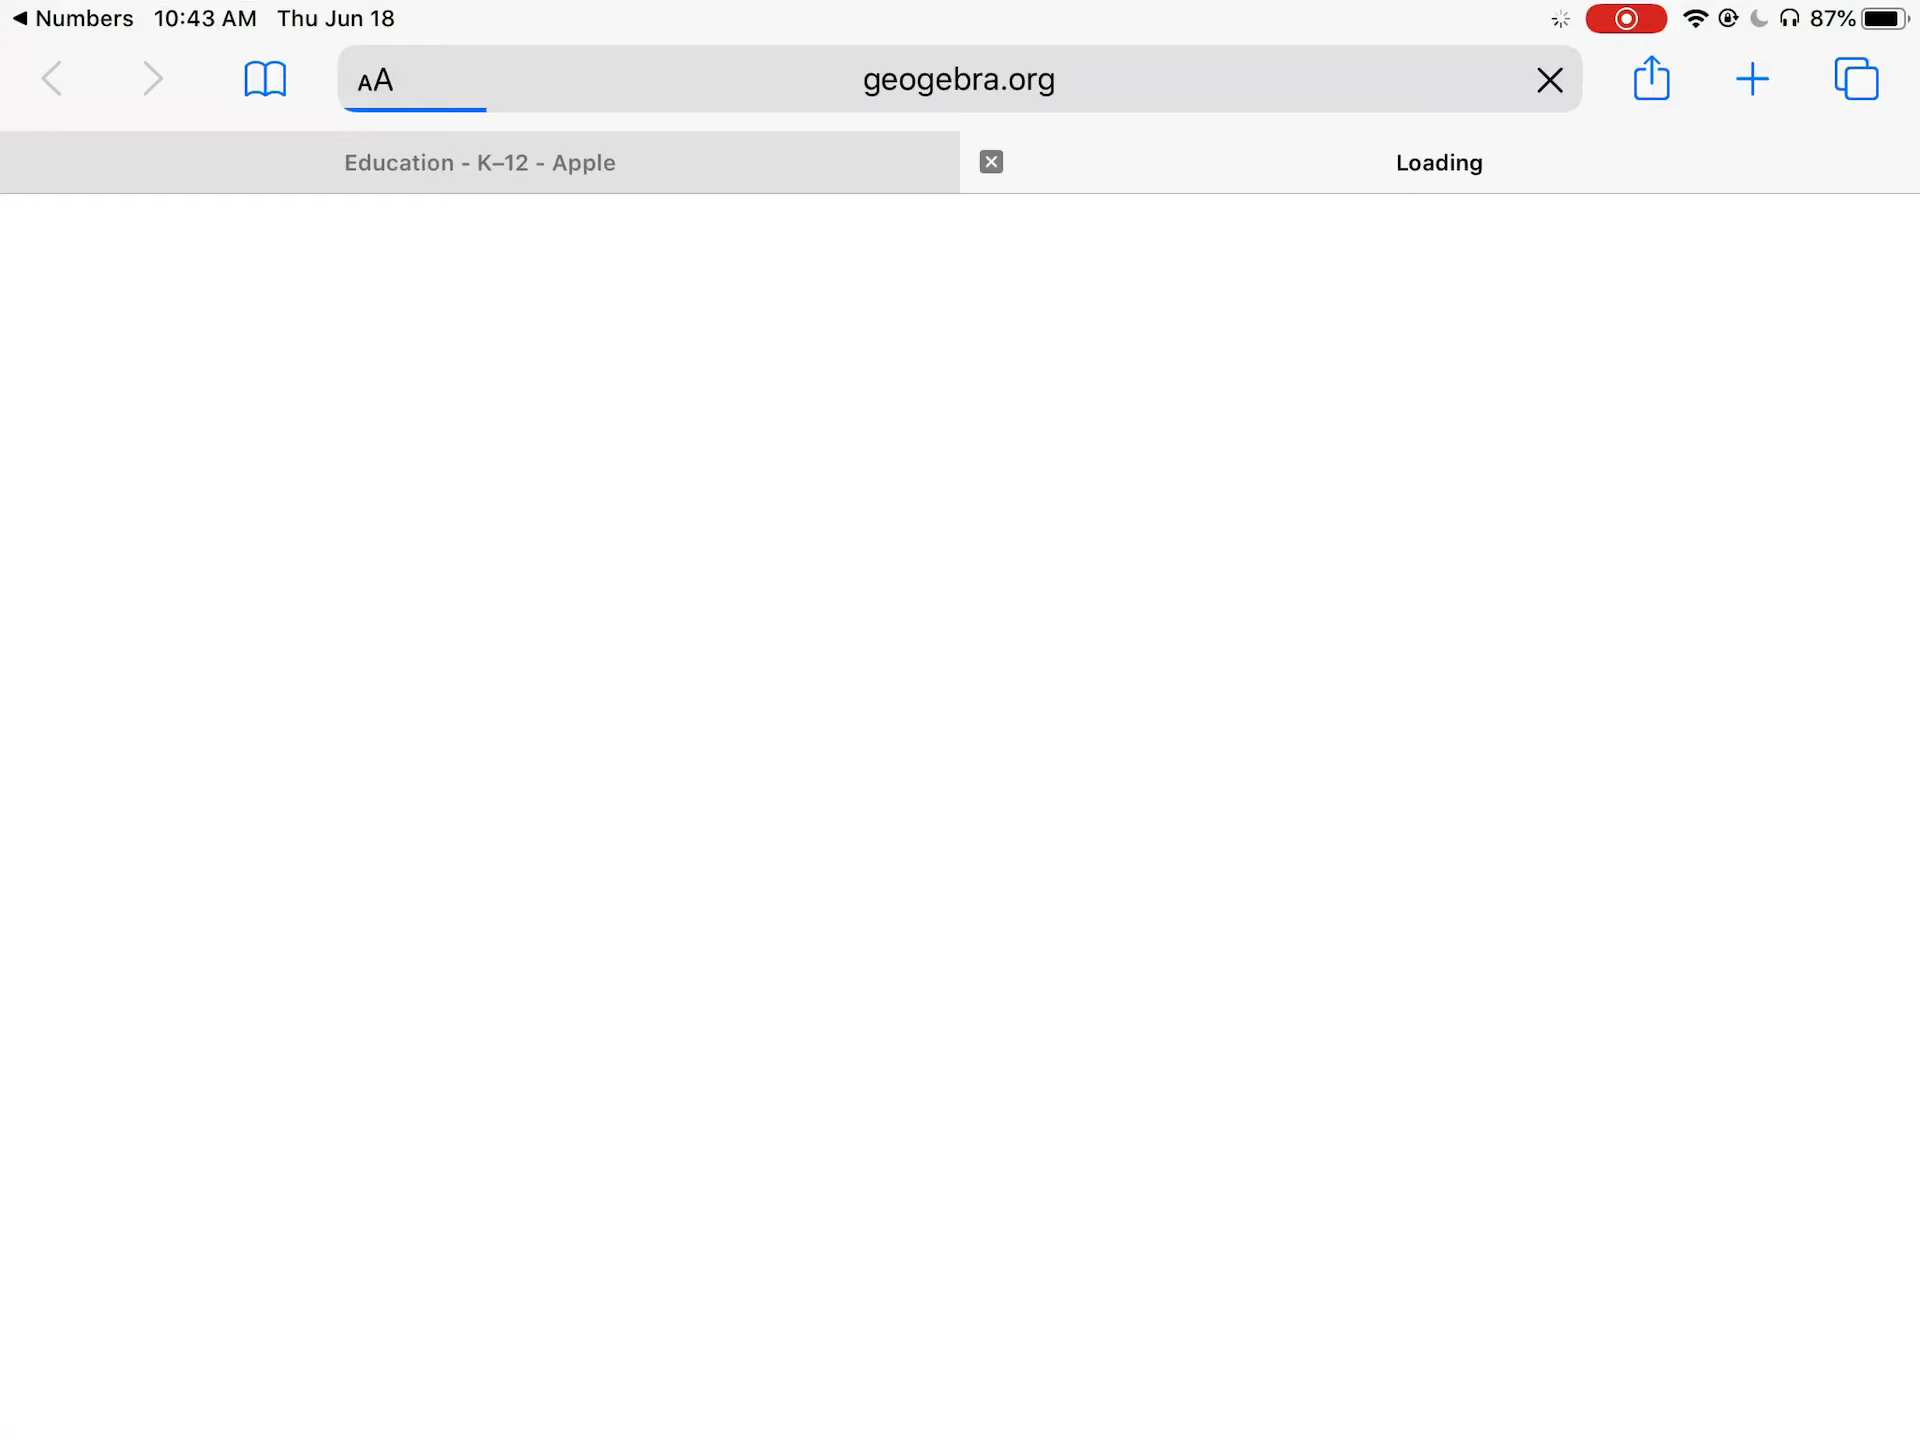 ◀ Numbers 10:43 AM Thu Jun 18 87%
AA geogebra.org
Education - K–12 - Apple Loading